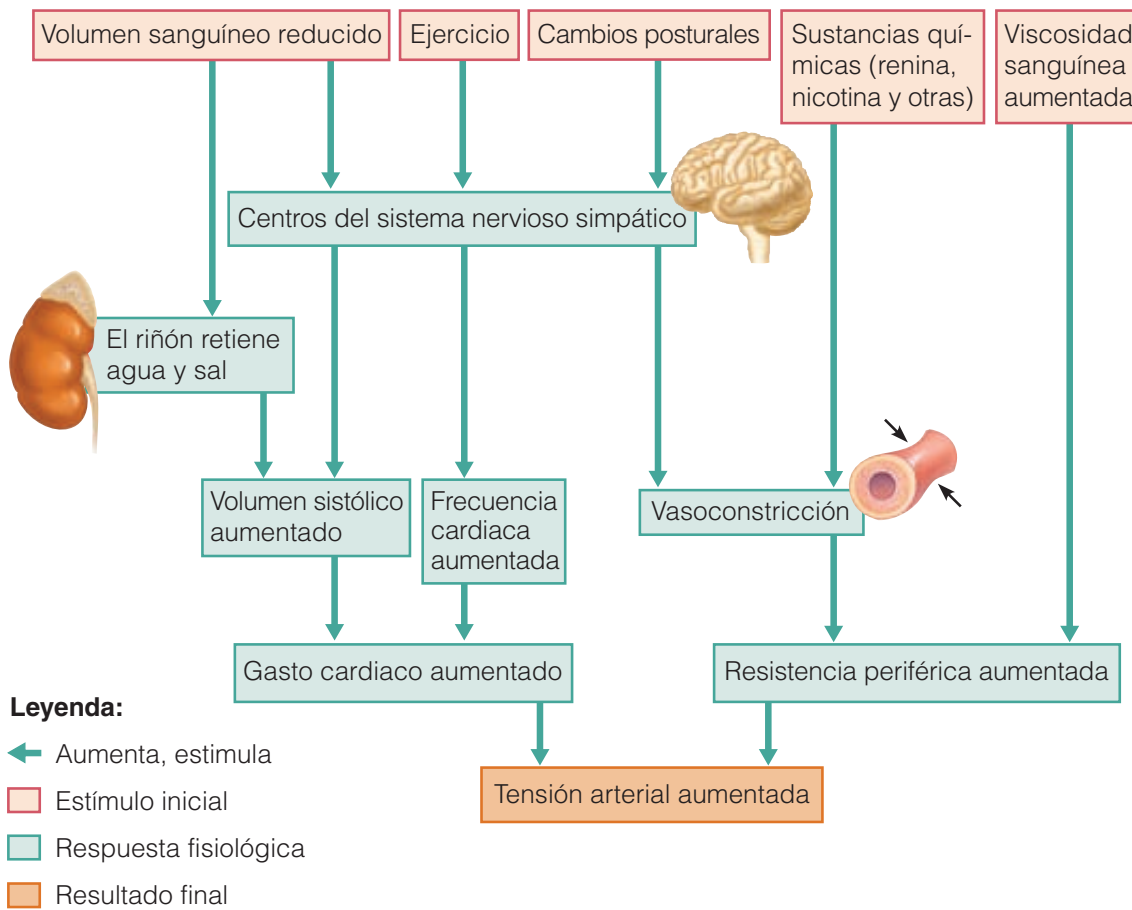 Volumen sanguíneo reducido
Ejercicio
Cambios posturales
Sustancias quí-
micas (renina,
nicotina y otras)
Viscosidad
sanguínea
aumentada
Centros del sistema nervioso simpático
El riñón retiene
agua y sal
Volumen sistólico
aumentado
Frecuencia
cardiaca
aumentada
Vasoconstricción
Gasto cardiaco aumentado
Resistencia periférica aumentada
Leyenda:
Aumenta, estimula
Estímulo inicial
Respuesta fisiológica
Resultado final
Tensión arterial aumentada